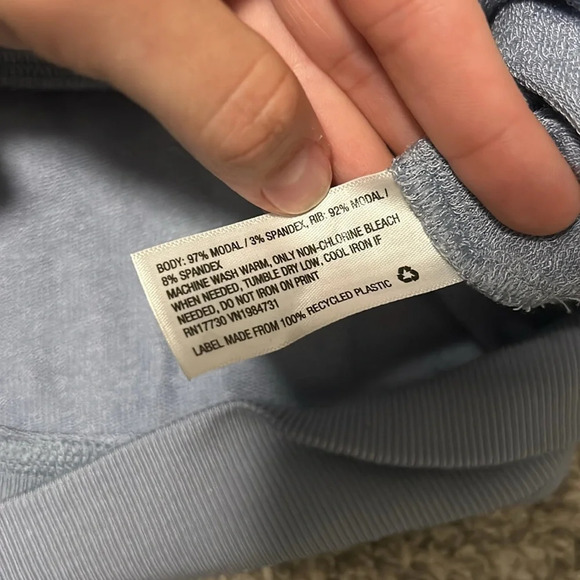 BODY: 97% MODAL / 3% SPANDEX, RIB: 92% MODAL /
8% SPANDEX
MACHINE WASH WARM, ONLY NON-CHLORINE BLEACH
WHEN NEEDED, TUMBLE DRY LOW, COOL IRON IF
NEEDED, DO NOT IRON ON PRINT
RN17730 VN1984731
LABEL MADE FROM 100% RECYCLED PLASTIC